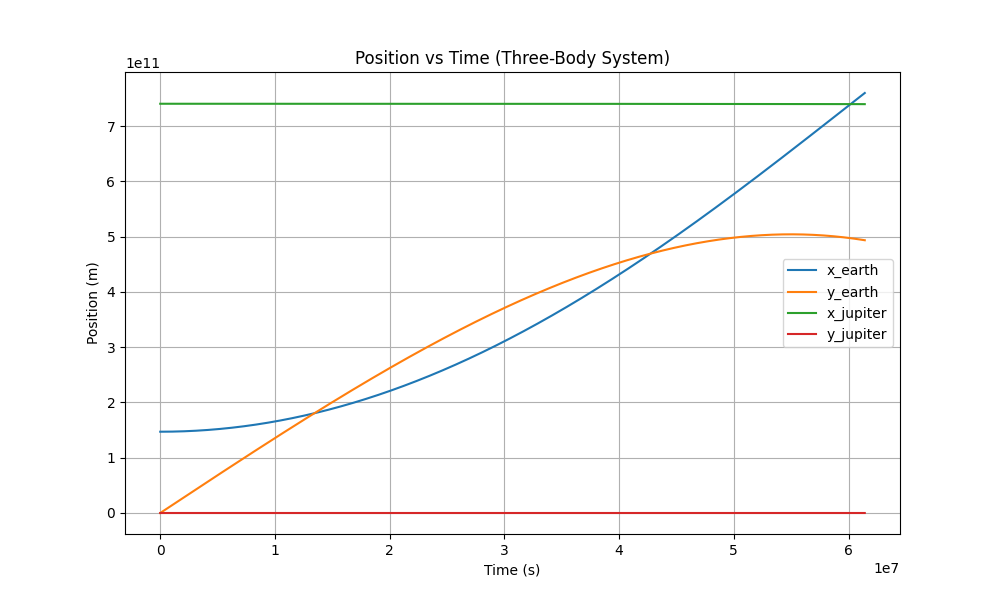 Position vs Time (Three-Body System)
1e11
7
6
5
4
3
2
1
0
Position (m)
x_earth
y_earth
x_jupiter
y_jupiter
0 1 2 3 4 5 6
1e7
Time (s)